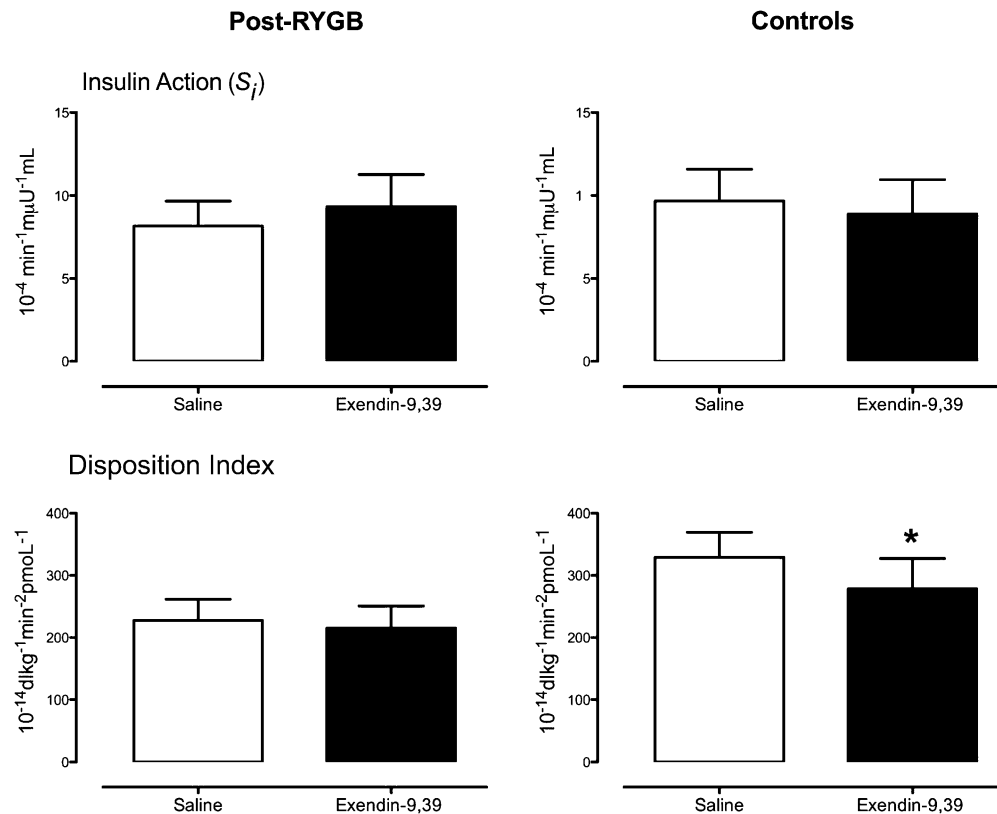 Post-RYGB
Controls
Insulin Action (Si)
15
10
5
0
10-4 min-1mμU-1mL
Saline
Exendin-9,39
15
1
5
0
10-4 min-1mμU-1mL
Saline
Exendin-9,39
Disposition Index
400
300
200
100
0
10-14dlkg-1min-2pmoL-1
Saline
Exendin-9,39
400
300
200
100
0
10-14dlkg-1min-2pmoL-1
*
Saline
Exendin-9,39